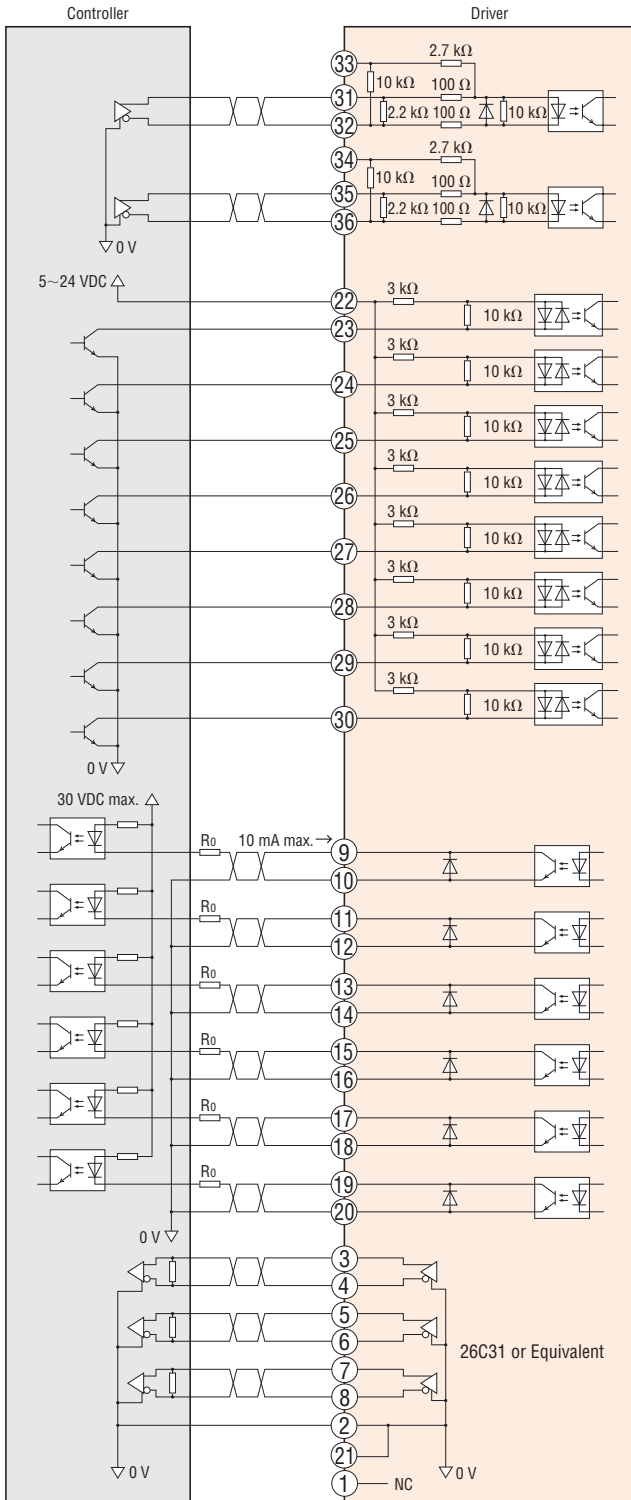 Controller Driver
33 2.7 kΩ
10 kΩ
31 100 Ω
2.2 kΩ 10 kΩ
32 100 Ω
34 2.7 kΩ
10 kΩ
35 100 Ω
2.2 kΩ 10 kΩ
36 100 Ω
0 V
5~24 VDC
22 3 kΩ
10 kΩ
23
3 kΩ
10 kΩ
24
3 kΩ
10 kΩ
25
3 kΩ
10 kΩ
26
3 kΩ
10 kΩ
27
3 kΩ
10 kΩ
28
3 kΩ
10 kΩ
29
3 kΩ
10 kΩ
30
0 V
30 VDC max.
R0 10 mA max. → 9
10
R0 11
12
R0 13
14
R0 15
16
R0 17
18
R0 19
20
0 V
3
4
5
6
26C31 or Equivalent
7
8
2
21
0 V 0 V
1 NC